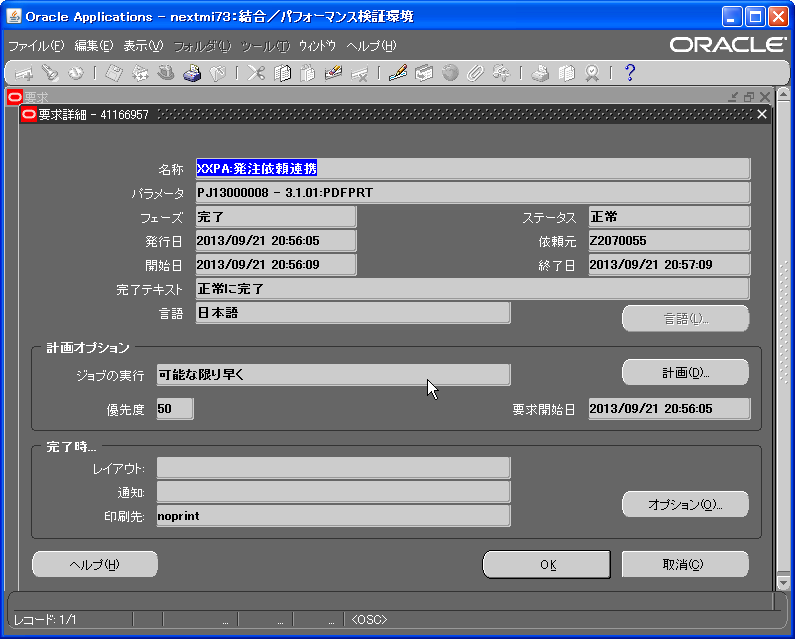 Oracle Applications - nextmi73:結合／パフォーマンス検証環境
ファイル(F) 編集(E) 表示(V) フォルダ(L) ツール(T) ウィンドウ ヘルプ(H)
ORACLE
要求
要求詳細 - 41166957
名称 XXPA:発注依頼連携
パラメータ PJ13000008 - 3.1.01:PDFPRT
フェーズ 完了 ステータス 正常
発行日 2013/09/21 20:56:05 依頼元 Z2070055
開始日 2013/09/21 20:56:09 終了日 2013/09/21 20:57:09
完了テキスト 正常に完了
言語 日本語 言語(L)...
計画オプション
ジョブの実行 可能な限り早く 計画(D)...
優先度 50 要求開始日 2013/09/21 20:56:05
完了時...
レイアウト:
通知:
印刷先: noprint オプション(O)...
ヘルプ(H) OK 取消(C)
レコード: 1/1 ... ... ... <OSC>